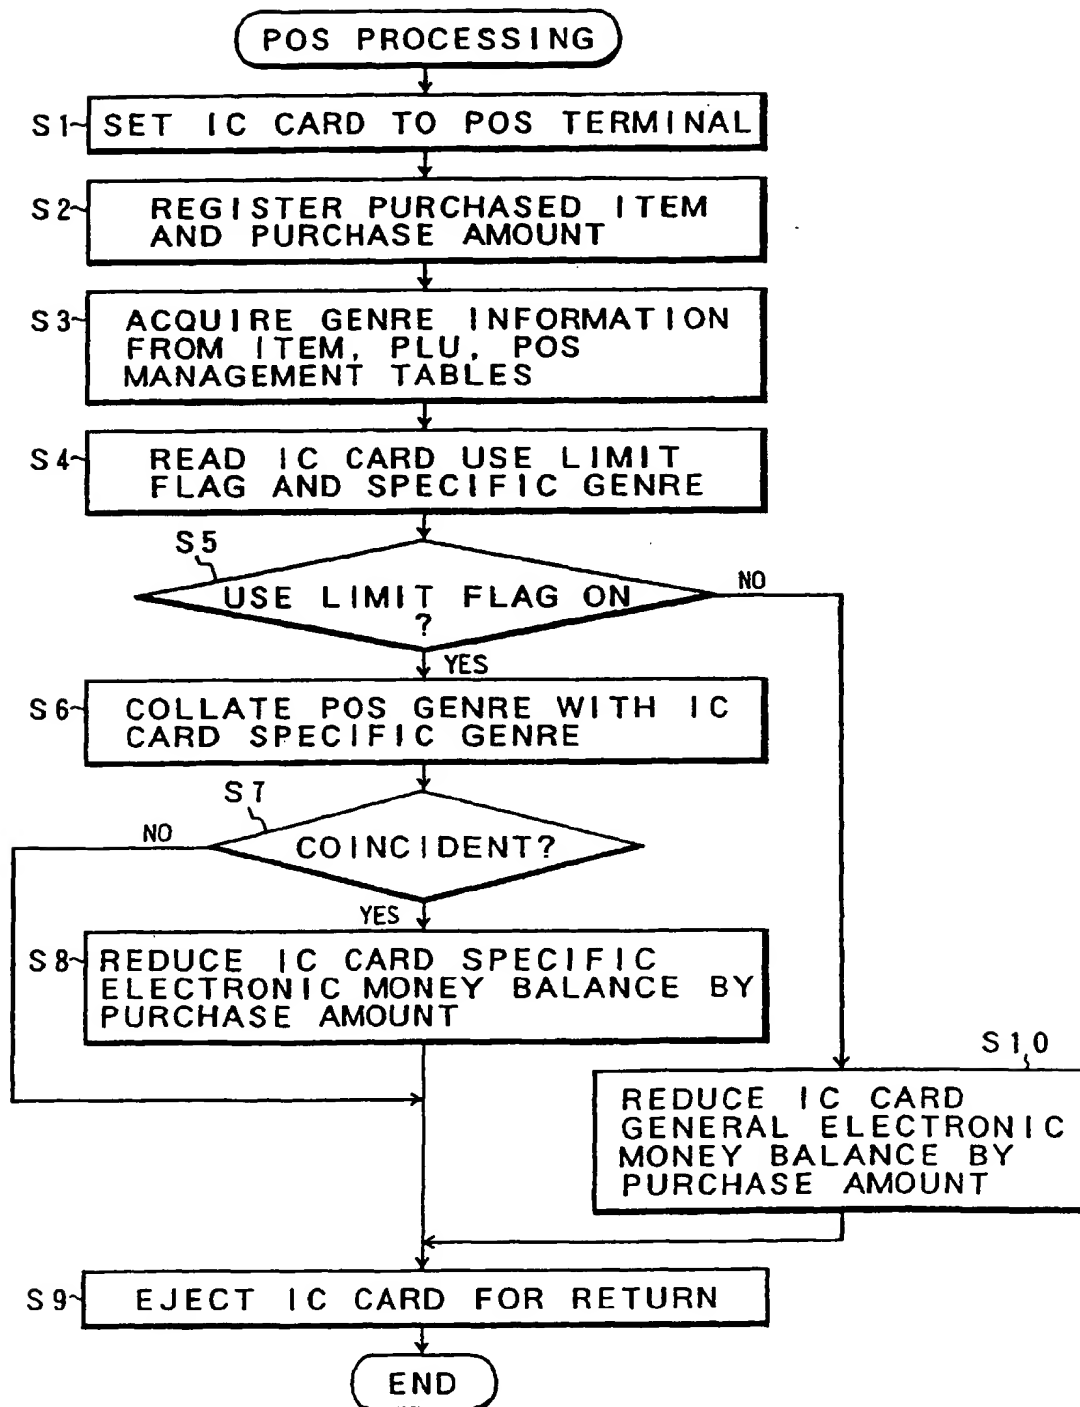 POS PROCESSING
S1 SET IC CARD TO POS TERMINAL
S2 REGISTER PURCHASED ITEM
AND PURCHASE AMOUNT
S3 ACQUIRE GENRE INFORMATION
FROM ITEM, PLU, POS
MANAGEMENT TABLES
S4 READ IC CARD USE LIMIT
FLAG AND SPECIFIC GENRE
S5
USE LIMIT FLAG ON
?
NO
YES
S6 COLLATE POS GENRE WITH IC
CARD SPECIFIC GENRE
S7
COINCIDENT?
NO
YES
S8 REDUCE IC CARD SPECIFIC
ELECTRONIC MONEY BALANCE BY
PURCHASE AMOUNT
S10
REDUCE IC CARD
GENERAL ELECTRONIC
MONEY BALANCE BY
PURCHASE AMOUNT
S9 EJECT IC CARD FOR RETURN
END